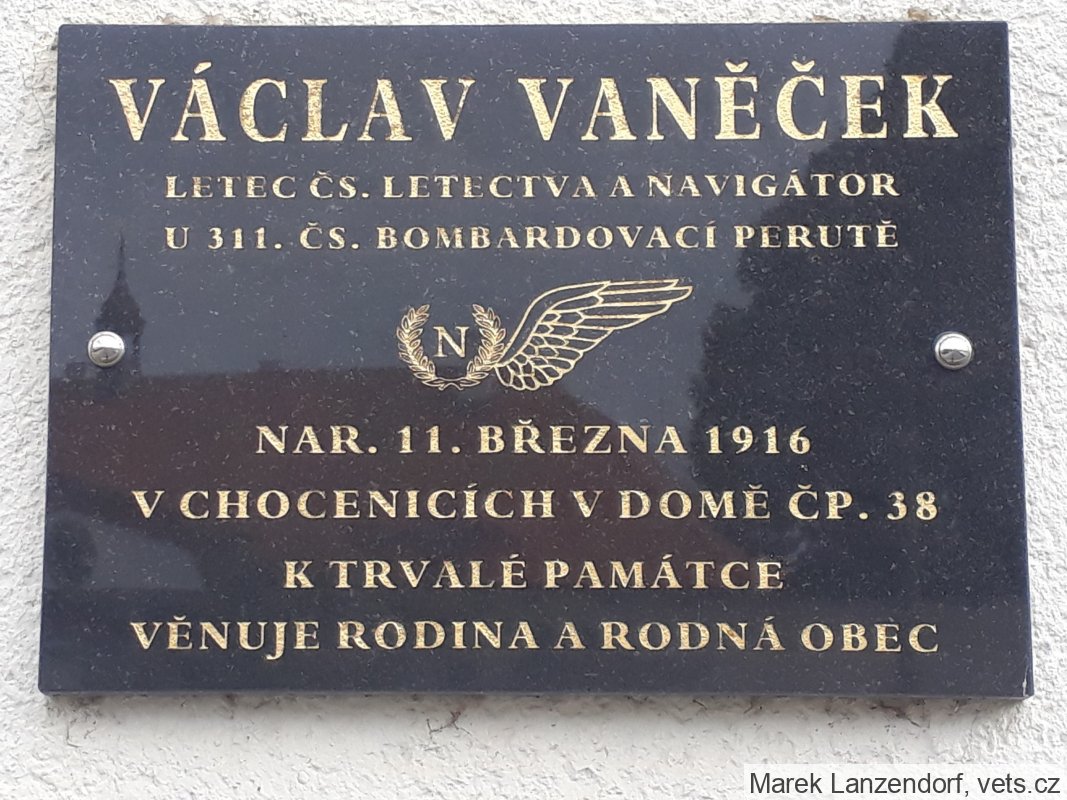 VÁCLAV VANĚČEK
LETEC ČS. LETECTVA A NAVIGÁTOR
U 311. ČS. BOMBARDOVACÍ PERUTĚ
N
NAR. 11. BŘEZNA 1916
V CHOCENICÍCH V DOMĚ ČP. 38
K TRVALÉ PAMÁTCE
VĚNUJE RODINA A RODNÁ OBEC
Marek Lanzendorf, vets.cz